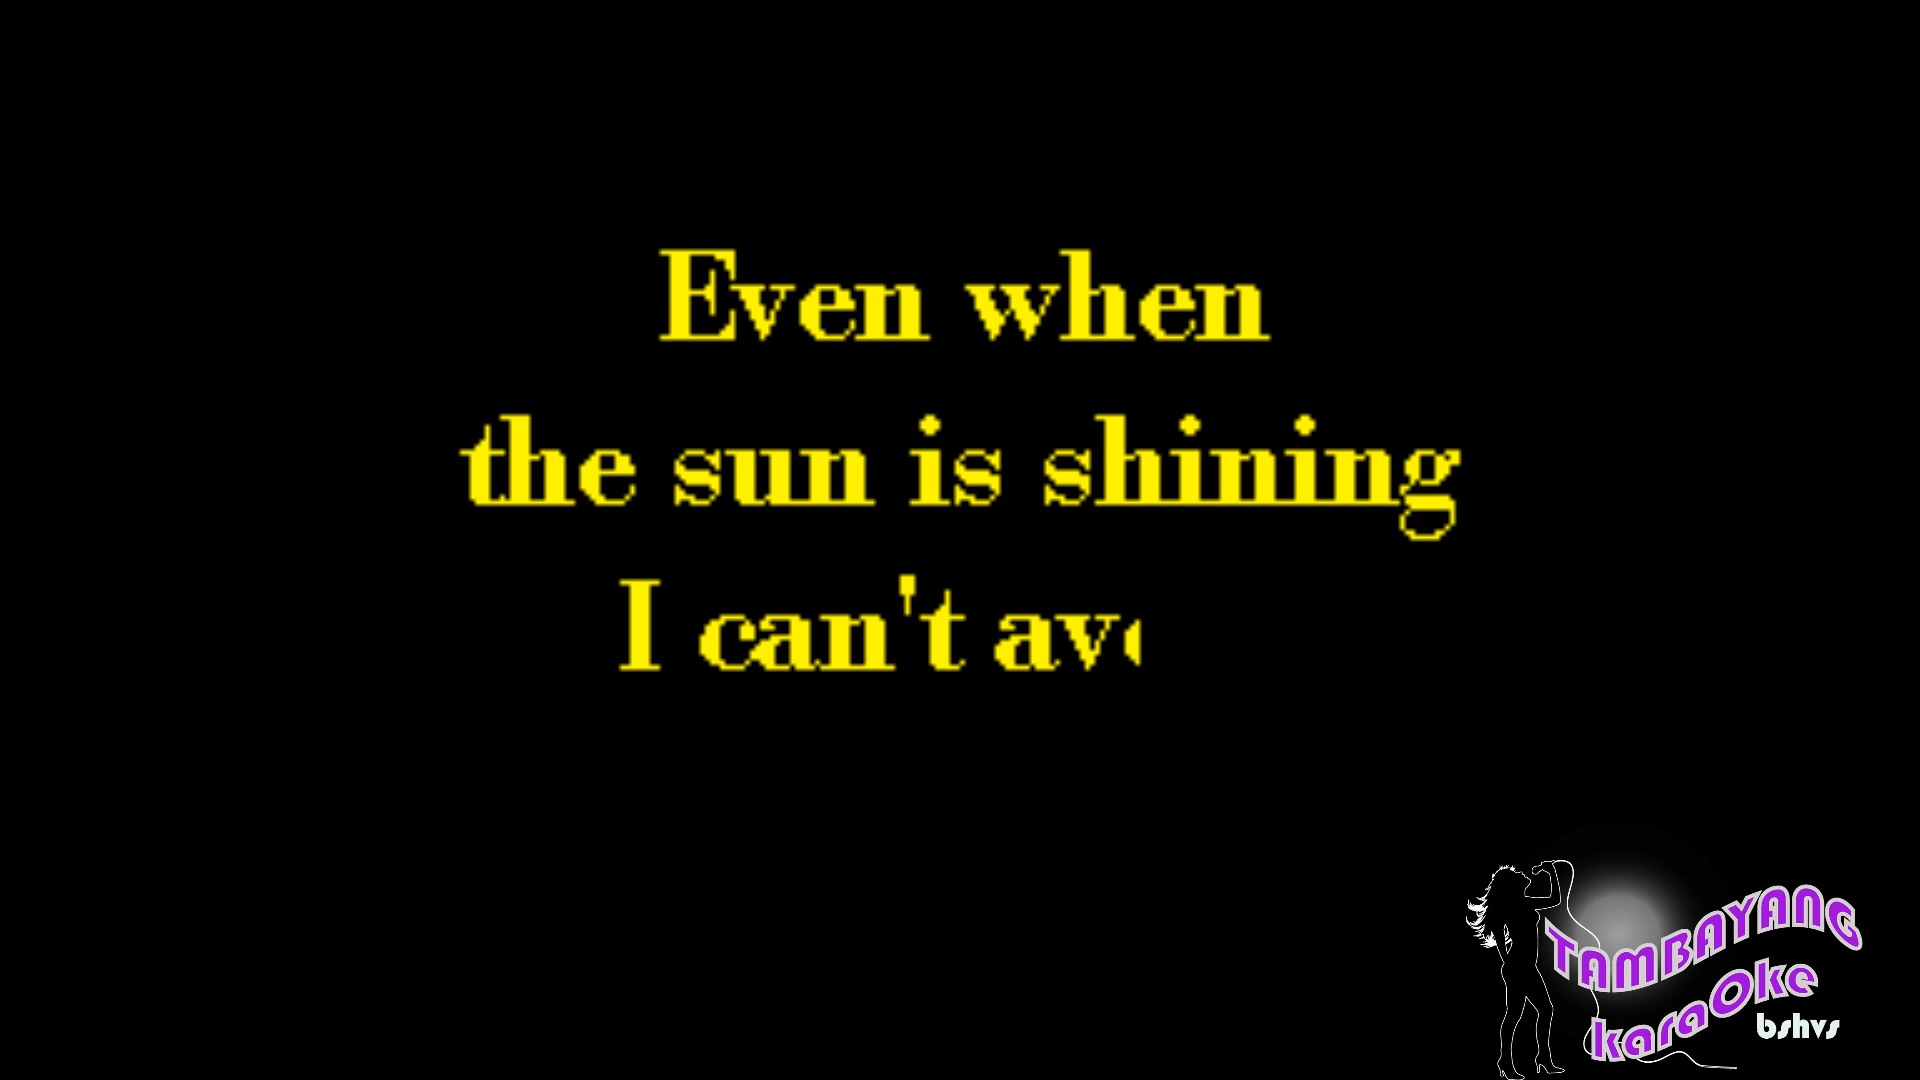 Even when
the sun is shining
I can't av
TAMBAYANG
karaOke
bshvs